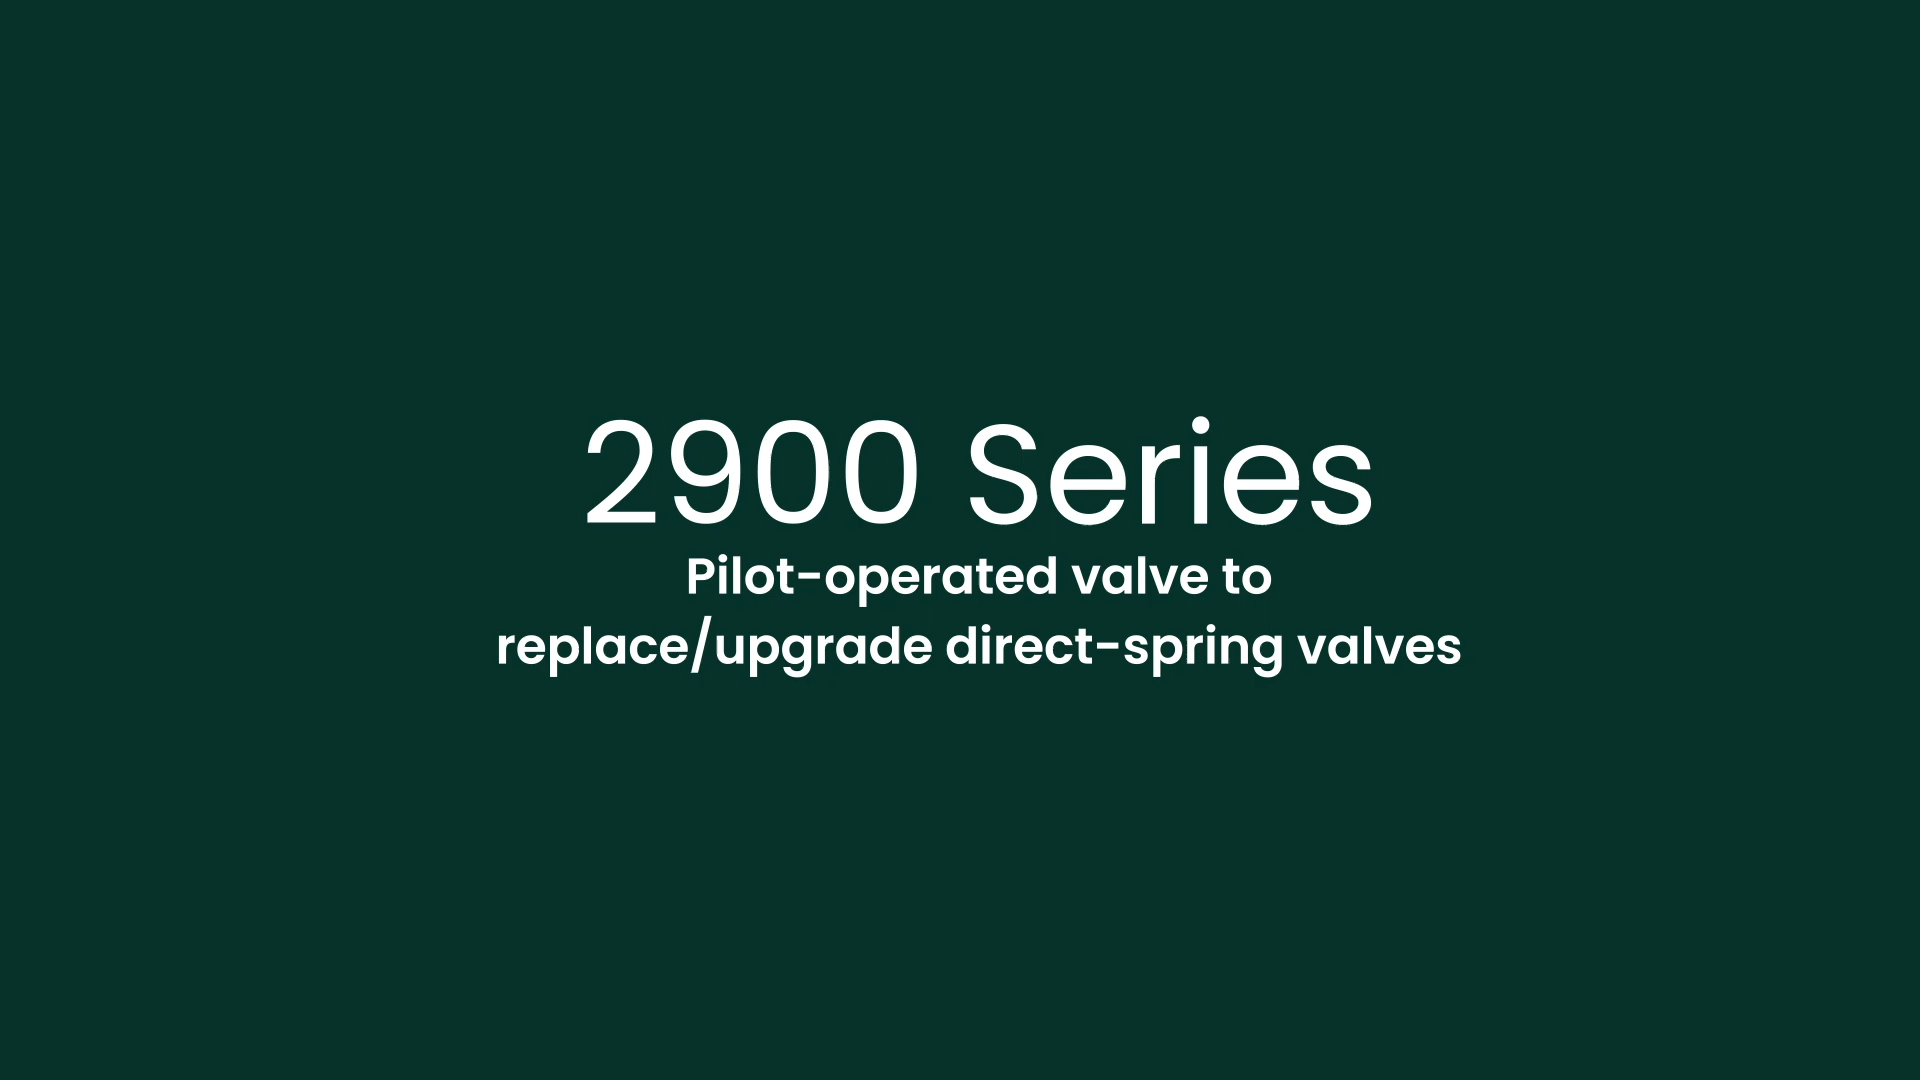 2900 Series
Pilot-operated valve to
replace/upgrade direct-spring valves